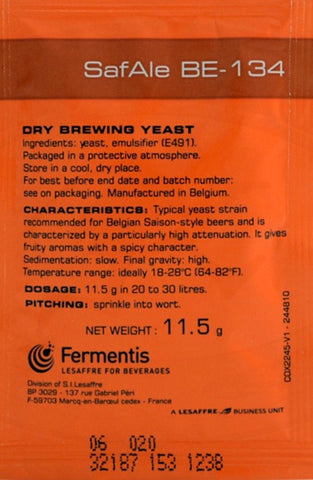 SafAle BE-134
DRY BREWING YEAST
Ingredients: yeast, emulsifier (E491).
Packaged in a protective atmosphere.
Store in a cool, dry place.
For best before end date and batch number:
see on packaging. Manufactured in Belgium.
CHARACTERISTICS: Typical yeast strain
recommended for Belgian Saison-style beers and is
characterized by a particularly high attenuation. It gives
fruity aromas with a spicy character.
Sedimentation: slow. Final gravity: high.
Temperature range: ideally 18-28°C (64-82°F).
DOSAGE: 11.5 g in 20 to 30 litres.
PITCHING: sprinkle into wort.
NET WEIGHT : 11.5 g
Fermentis
LESAFFRE FOR BEVERAGES
Division of S.I.Lesaffre
BP 3029 - 137 rue Gabriel Péri
F-59703 Marcq-en-Barœul cedex - France
A LESAFFRE BUSINESS UNIT
CDX2245-V1 - 244810
06 020
32187 153 1238